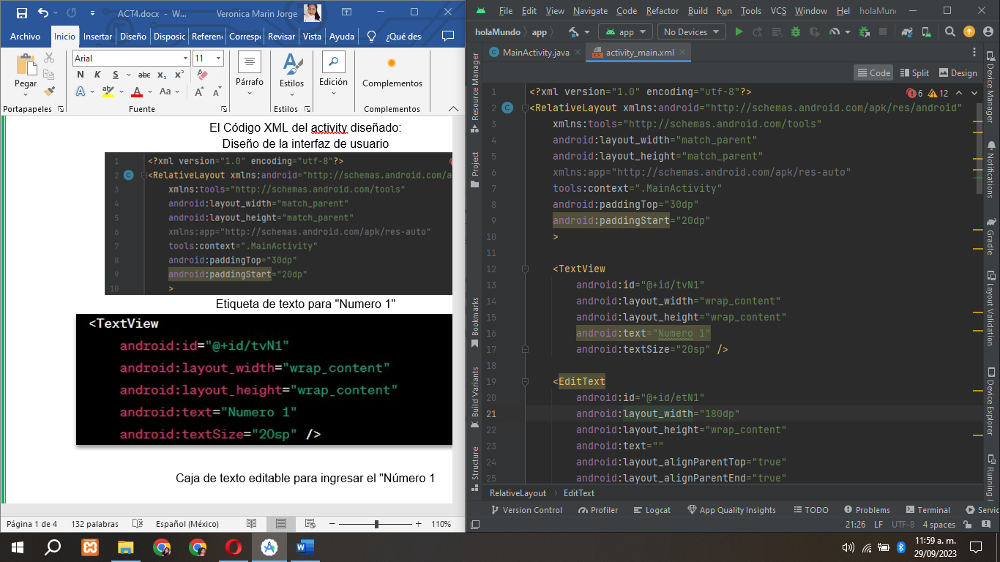 ACT4.docx - W...
Veronica Marin Jorge
Archivo
Inicio
Insertar
Diseño
Disposic
Referen
Corresp
Revisar
Vista
Ayuda
¿Qué des
Pegar
Arial
11
N K S abc x2 x2
A ab A Aa A A
Párrafo
Estilos
Edición
Complementos
Portapapeles
Fuente
Estilos
Complementos
El Código XML del activity diseñado:
Diseño de la interfaz de usuario
1 <?xml version="1.0" encoding="utf-8"?>
2 C <RelativeLayout xmlns:android="http://schemas.android.com/a
3 xmlns:tools="http://schemas.android.com/tools"
4 android:layout_width="match_parent"
5 android:layout_height="match_parent"
6 xmlns:app="http://schemas.android.com/apk/res-auto"
7 tools:context=".MainActivity"
8 android:paddingTop="30dp"
9 android:paddingStart="20dp"
10 >
Etiqueta de texto para "Numero 1"
<TextView
android:id="@+id/tvN1"
android:layout_width="wrap_content"
android:layout_height="wrap_content"
android:text="Numero 1"
android:textSize="20sp" />
Caja de texto editable para ingresar el "Número 1
Página 1 de 4
132 palabras
Español (México)
110%
File Edit View Navigate Code Refactor Build Run Tools VCS Window Hel
holaMun
holaMundo
app
app
No Devices
MainActivity.java
activity_main.xml
Code
Split
Design
6
12
1 <?xml version="1.0" encoding="utf-8"?>
2 C <RelativeLayout xmlns:android="http://schemas.android.com/apk/res/android"
3 xmlns:tools="http://schemas.android.com/tools"
4 android:layout_width="match_parent"
5 android:layout_height="match_parent"
6 xmlns:app="http://schemas.android.com/apk/res-auto"
7 tools:context=".MainActivity"
8 android:paddingTop="30dp"
9 android:paddingStart="20dp"
10 >
11
12 <TextView
13 android:id="@+id/tvN1"
14 android:layout_width="wrap_content"
15 android:layout_height="wrap_content"
16 android:text="Numero 1"
17 android:textSize="20sp" />
18
19 <EditText
20 android:id="@+id/etN1"
21 android:layout_width="180dp"
22 android:layout_height="wrap_content"
23 android:text=""
24 android:layout_alignParentTop="true"
25 android:layout_alignParentEnd="true"
Resource Manager
Project
Bookmarks
Build Variants
Structure
Device Manager
Notifications
Gradle
Layout Validation
Device Explorer
Running
RelativeLayout
EditText
Version Control
Profiler
Logcat
App Quality Insights
TODO
Problems
Terminal
Servic
21:26
LF
UTF-8
4 spaces
11:59 a. m.
29/09/2023